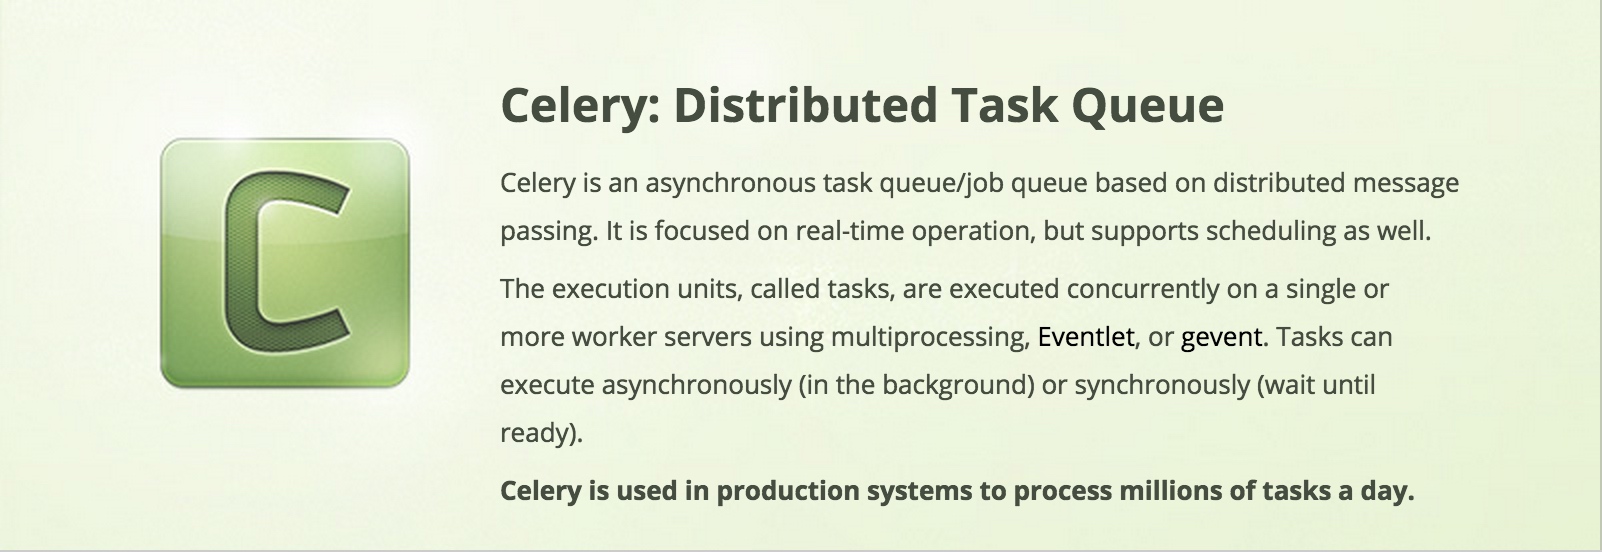 C
Celery: Distributed Task Queue
Celery is an asynchronous task queue/job queue based on distributed message
passing. It is focused on real-time operation, but supports scheduling as well.
The execution units, called tasks, are executed concurrently on a single or
more worker servers using multiprocessing, Eventlet, or gevent. Tasks can
execute asynchronously (in the background) or synchronously (wait until
ready).
Celery is used in production systems to process millions of tasks a day.